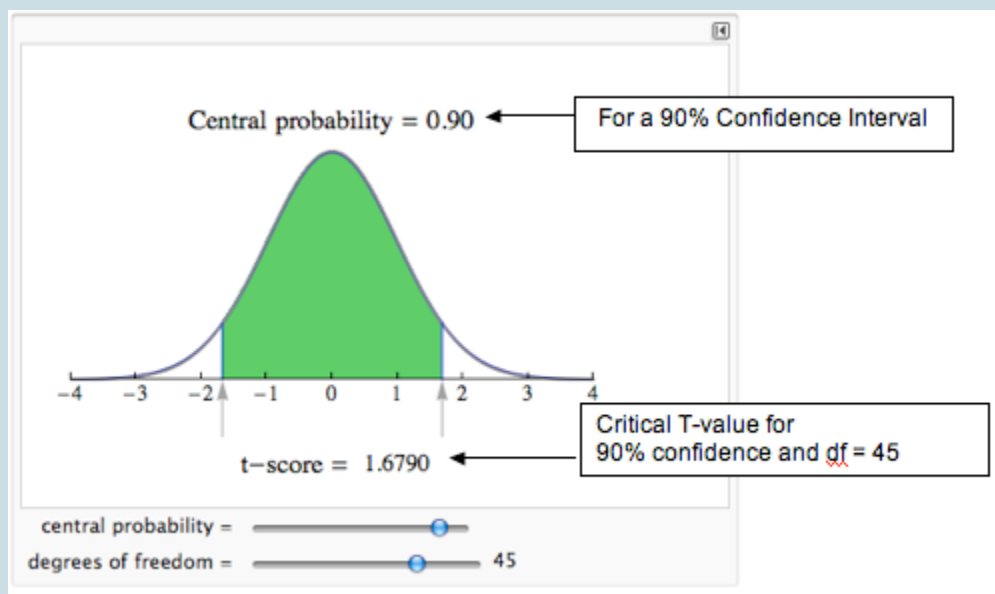 Central probability = 0.90
For a 90% Confidence Interval
−4 −3 −2 −1 0 1 2 3 4
Critical T-value for
90% confidence and df = 45
t−score = 1.6790
central probability =
degrees of freedom = 45